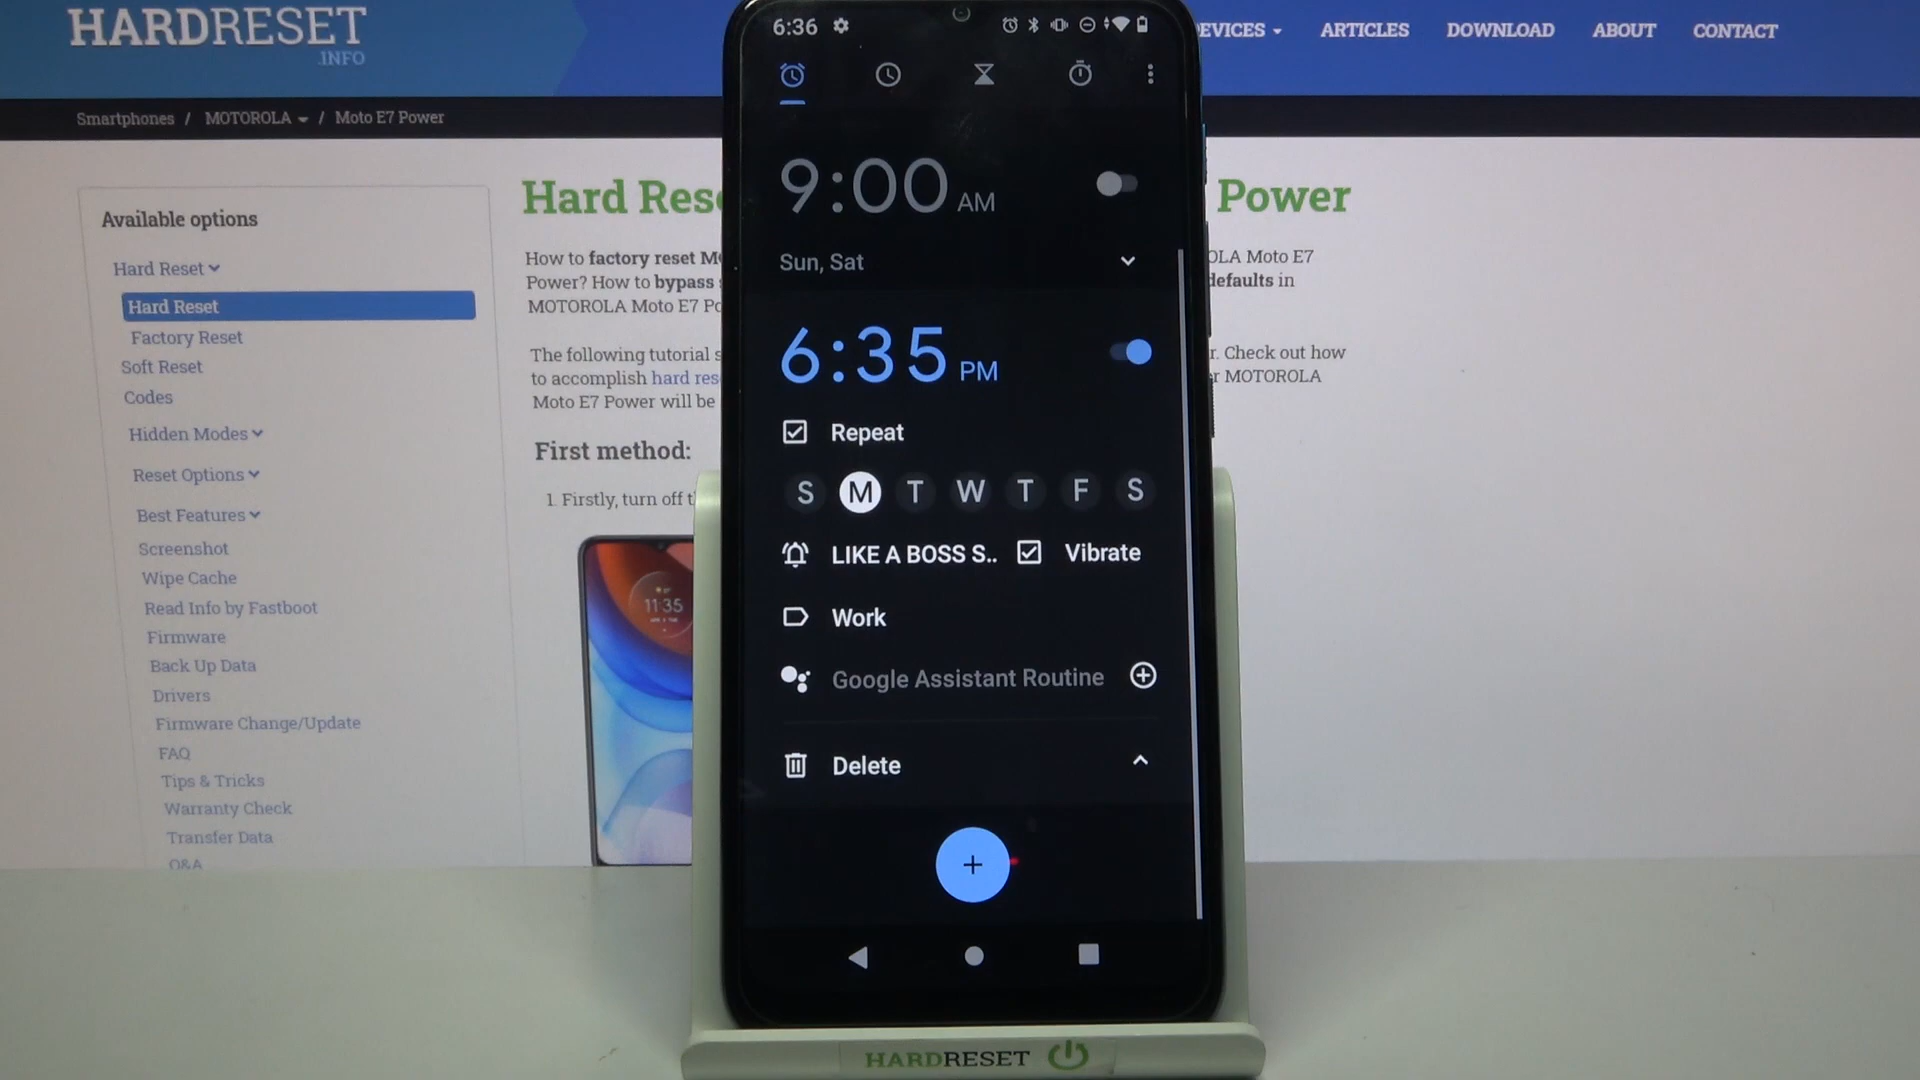 HARDRESET
.INFO
EVICES
ARTICLES
DOWNLOAD
ABOUT
CONTACT
Smartphones / MOTOROLA / Moto E7 Power
Available options
Hard Reset
Hard Reset
Factory Reset
Soft Reset
Codes
Hidden Modes
Reset Options
Best Features
Screenshot
Wipe Cache
Read Info by Fastboot
Firmware
Back Up Data
Drivers
Firmware Change/Update
FAQ
Tips & Tricks
Warranty Check
Transfer Data
Q&A
Hard Res
Power
How to factory reset M
OLA Moto E7
Power? How to bypass
defaults in
MOTOROLA Moto E7 Po
The following tutorial s
r. Check out how
to accomplish hard res
r MOTOROLA
Moto E7 Power will be
First method:
1. Firstly, turn off t
11:35
6:36
9:00 AM
Sun, Sat
6:35 PM
Repeat
S M T W T F S
LIKE A BOSS S.. Vibrate
Work
Google Assistant Routine
Delete
HARDRESET